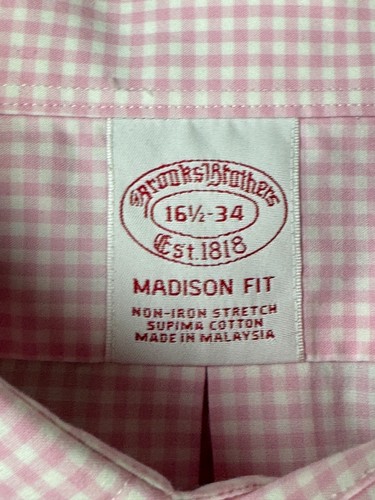 Brooks Brothers
16½-34
Est. 1818
MADISON FIT
NON-IRON STRETCH
SUPIMA COTTON
MADE IN MALAYSIA